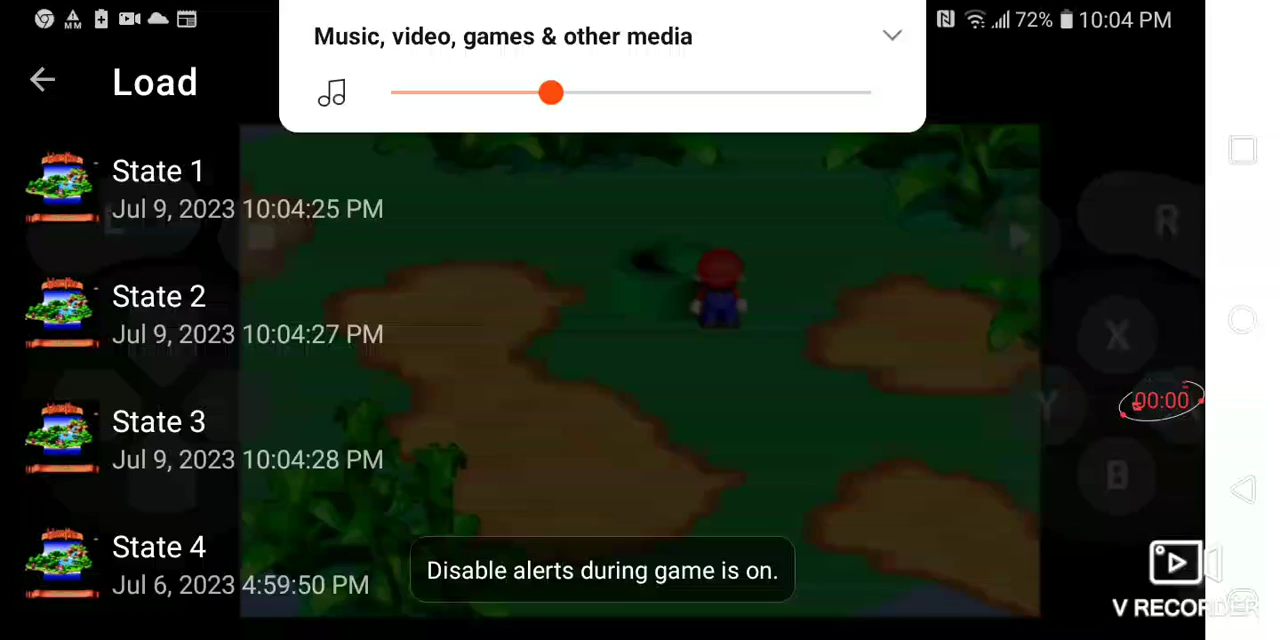 Music, video, games & other media
72% 10:04 PM
MM
Load
State 1
Jul 9, 2023 10:04:25 PM
State 2
Jul 9, 2023 10:04:27 PM
State 3
Jul 9, 2023 10:04:28 PM
State 4
Jul 6, 2023 4:59:50 PM
L
R
X
Y
B
00:00
Disable alerts during game is on.
V RECORDER